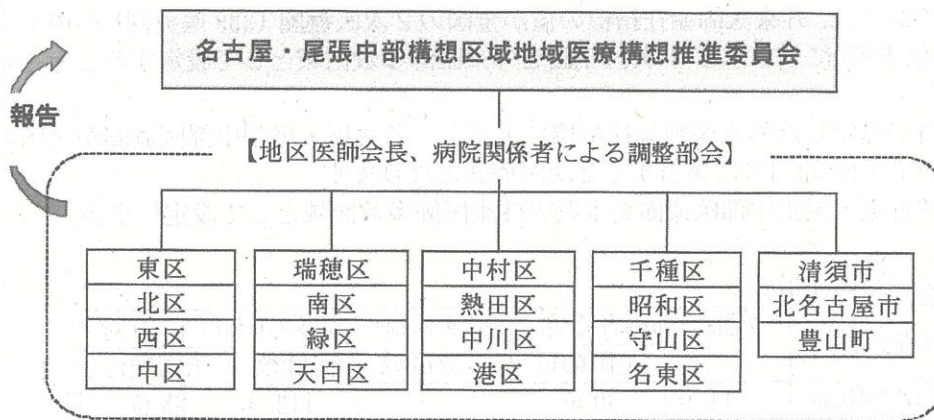 名古屋・尾張中部構想区域地域医療構想推進委員会
報告
【地区医師会長、病院関係者による調整部会】
東区
北区
西区
中区
瑞穂区
南区
緑区
天白区
中村区
熱田区
中川区
港区
千種区
昭和区
守山区
名東区
清須市
北名古屋市
豊山町